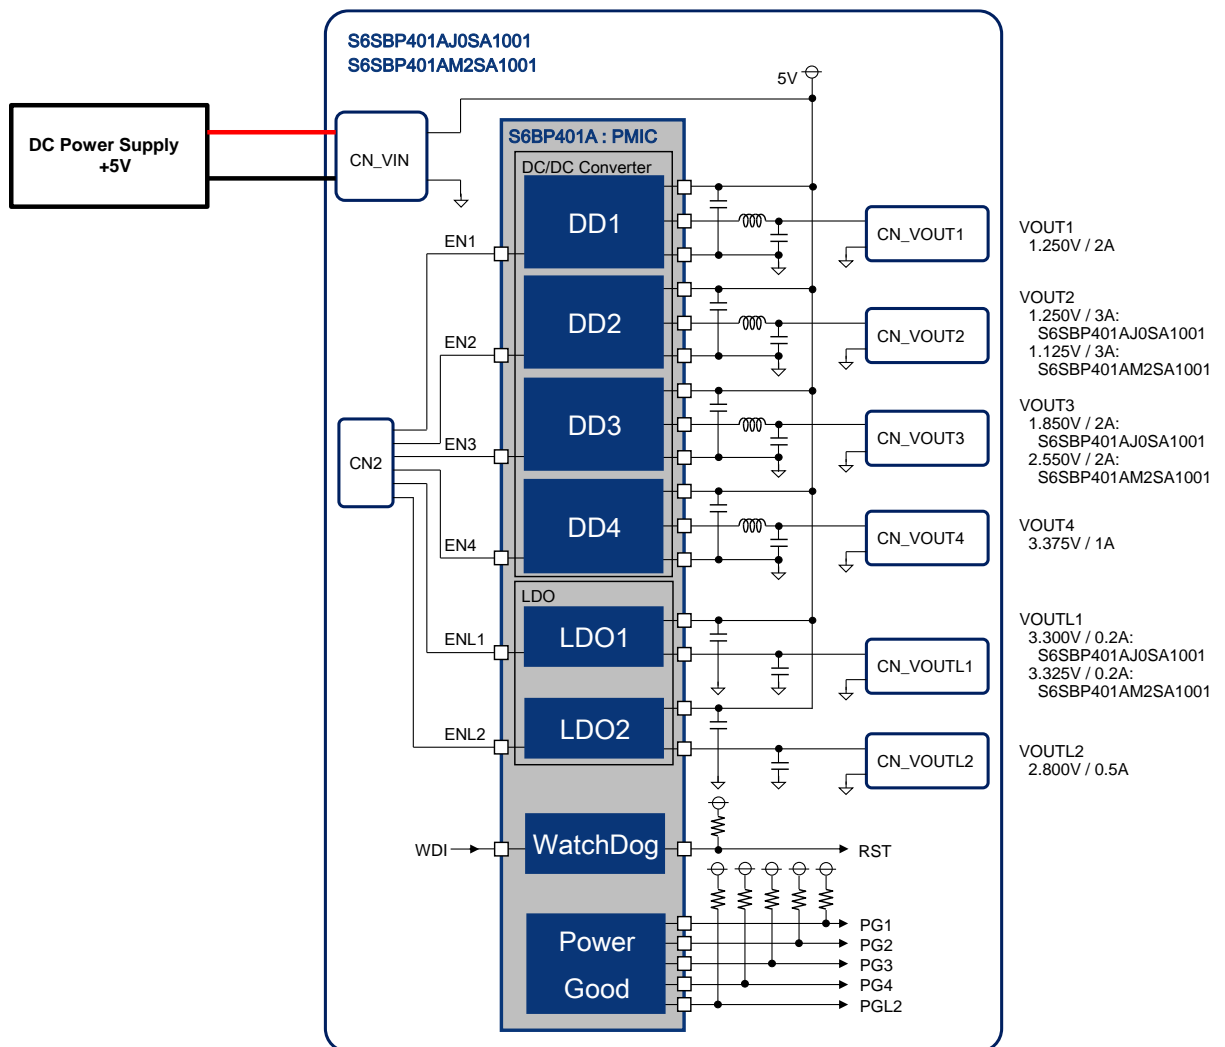 S6SBP401AJ0SA1001
S6SBP401AM2SA1001
5V
DC Power Supply
+5V
CN_VIN
S6BP401A : PMIC
DC/DC Converter
DD1
EN1
CN_VOUT1
VOUT1
1.250V / 2A
DD2
EN2
CN_VOUT2
VOUT2
1.250V / 3A:
S6SBP401AJ0SA1001
1.125V / 3A:
S6SBP401AM2SA1001
DD3
EN3
CN2
CN_VOUT3
VOUT3
1.850V / 2A:
S6SBP401AJ0SA1001
2.550V / 2A:
S6SBP401AM2SA1001
DD4
EN4
CN_VOUT4
VOUT4
3.375V / 1A
LDO
LDO1
ENL1
CN_VOUTL1
VOUTL1
3.300V / 0.2A:
S6SBP401AJ0SA1001
3.325V / 0.2A:
S6SBP401AM2SA1001
LDO2
ENL2
CN_VOUTL2
VOUTL2
2.800V / 0.5A
WDI
WatchDog
RST
Power
Good
PG1
PG2
PG3
PG4
PGL2